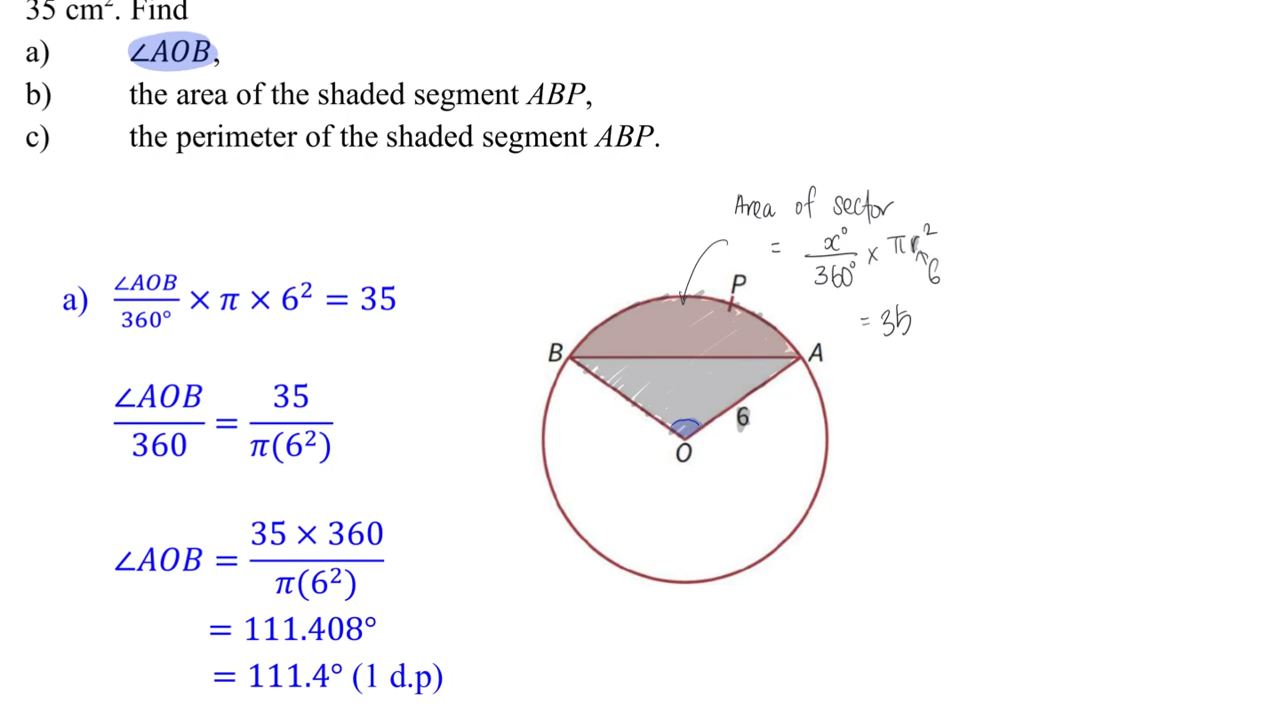 35 cm². Find
a) ∠AOB,
b) the area of the shaded segment ABP,
c) the perimeter of the shaded segment ABP.
Area of sector
= x°/360° × πr²
6
= 35
a) ∠AOB/360° × π × 6² = 35
∠AOB/360 = 35/π(6²)
∠AOB = 35 × 360/π(6²)
= 111.408°
= 111.4° (1 d.p)
P
B
A
6
O